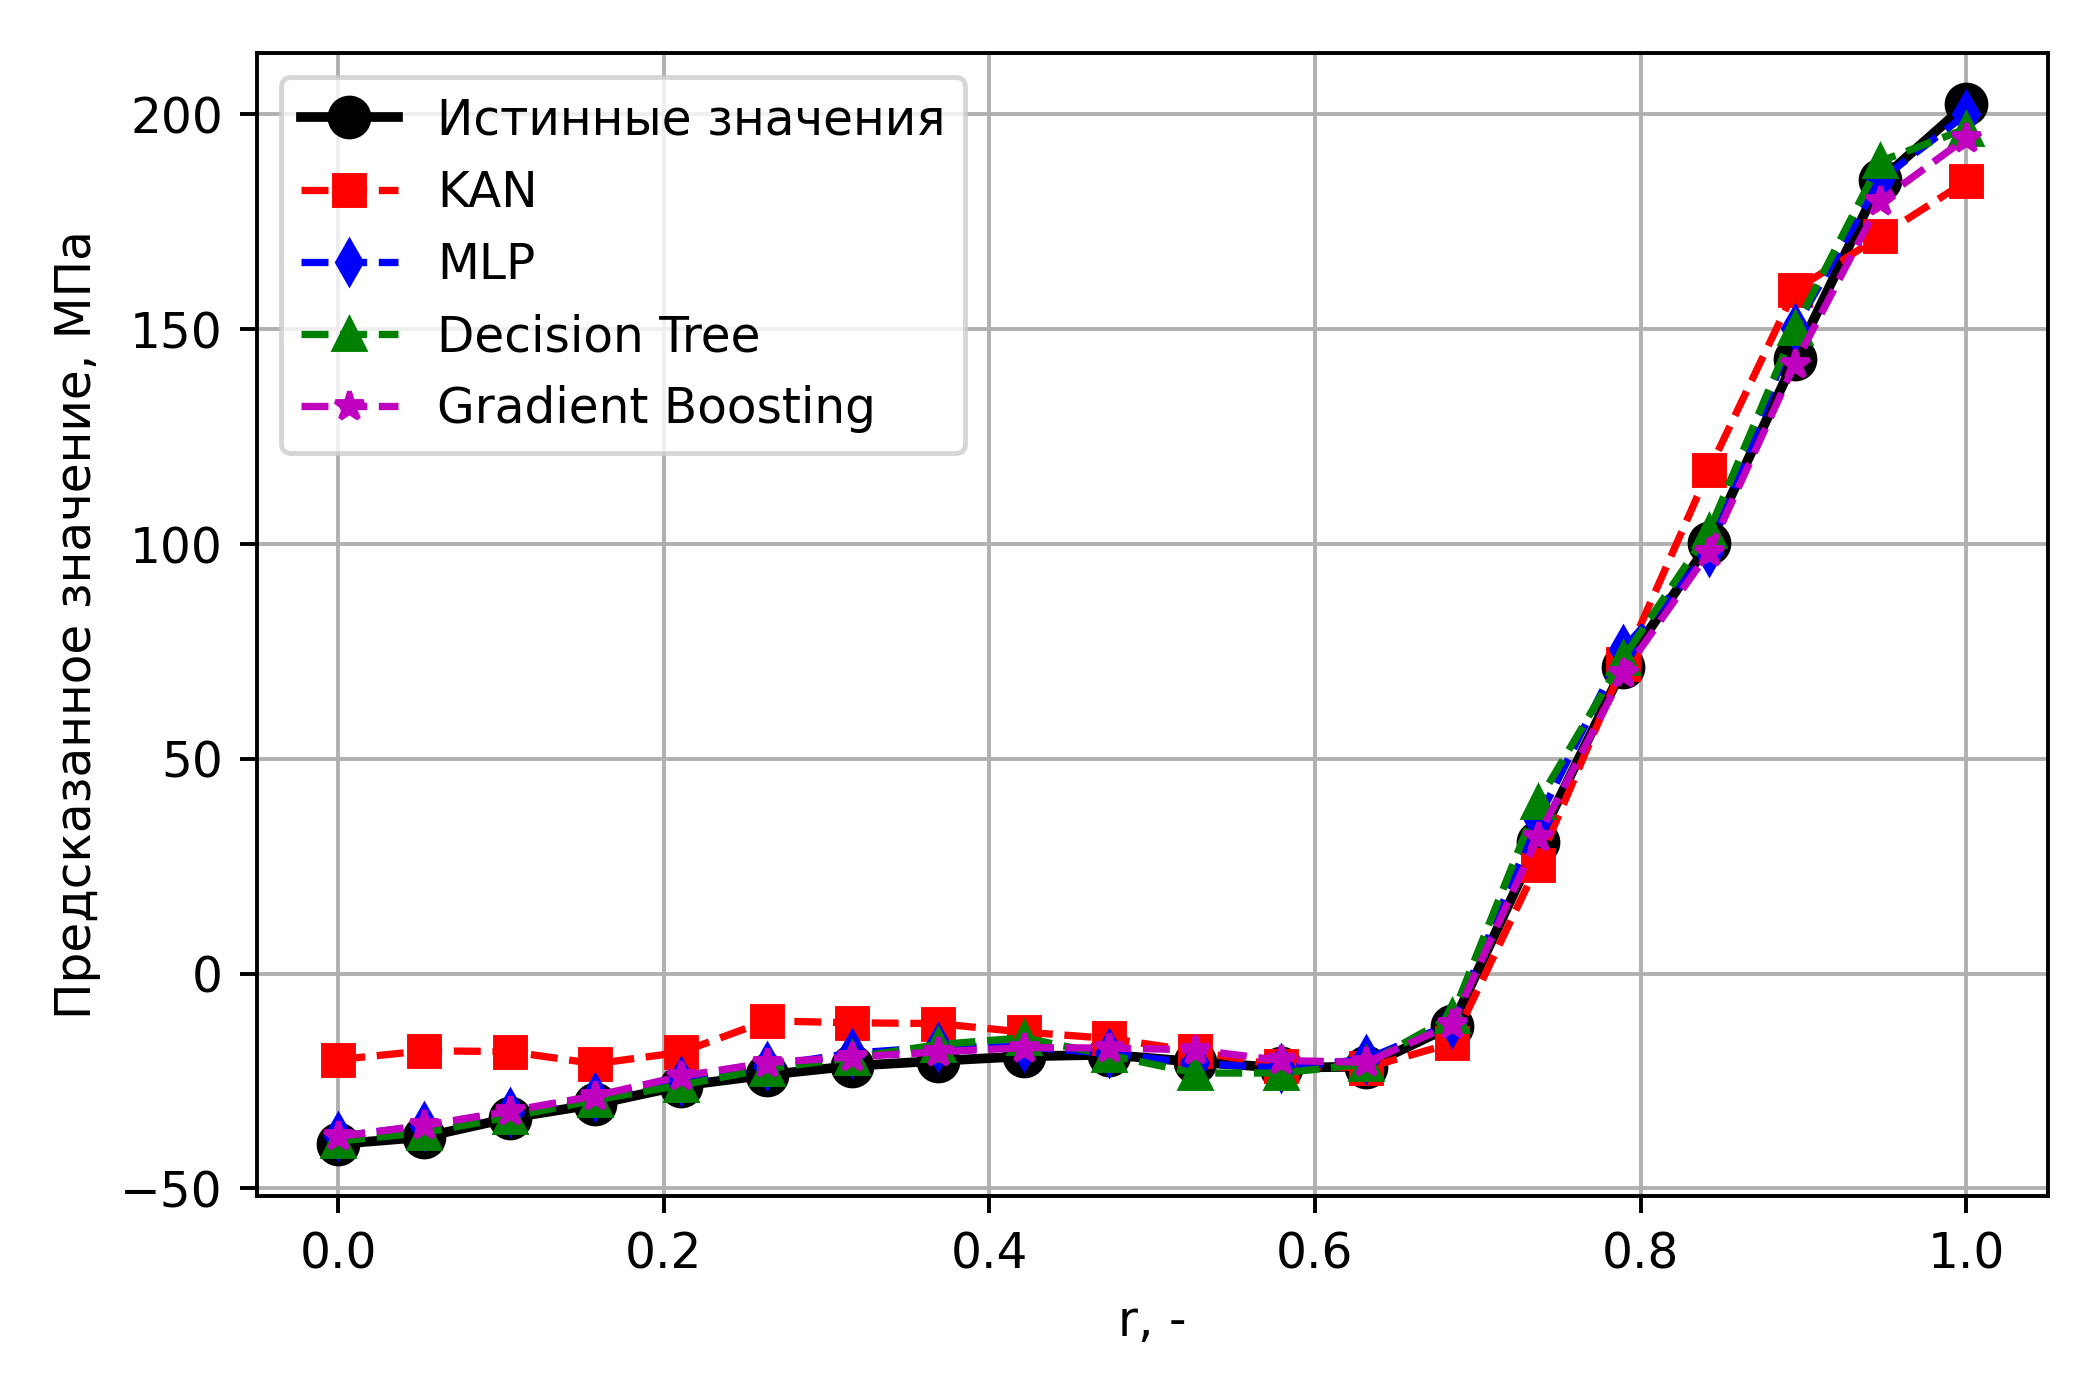 Предсказанное значение, МПа
200
150
100
50
0
−50
Истинные значения
KAN
MLP
Decision Tree
Gradient Boosting
0.0
0.2
0.4
0.6
0.8
1.0
r, -